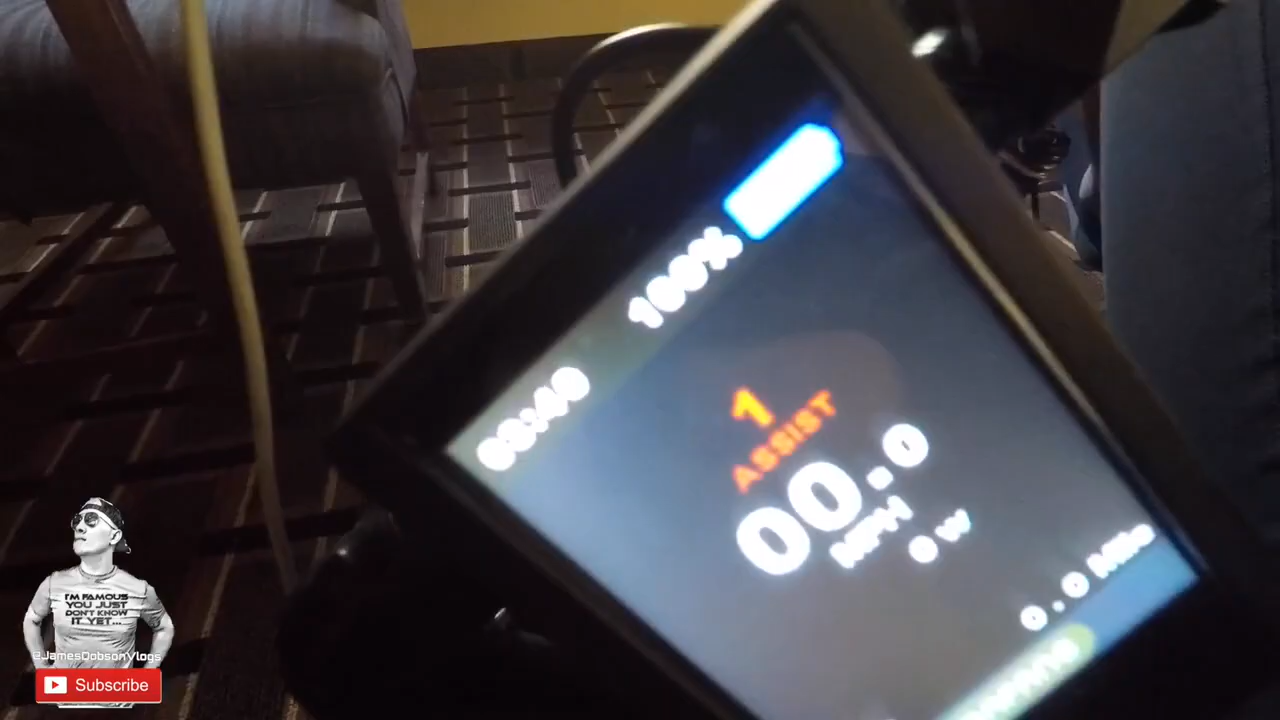 100%
1
ASSIST
00.0
MPH
0 W
0.0 Mile
I'M FAMOUS
YOU JUST
DON'T KNOW
IT YET...
@JamesDobsonVlogs
Subscribe